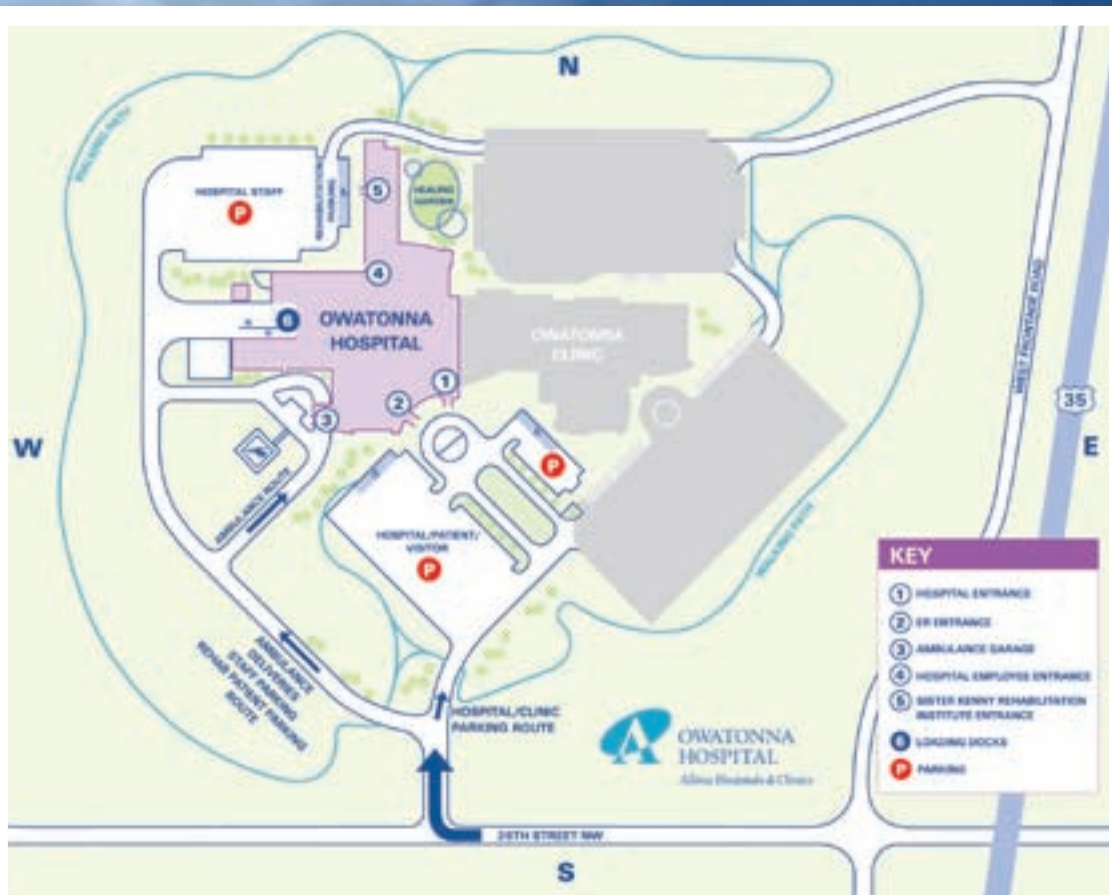 N
WALKING PATH
HOSPITAL STAFF
P
REHABILITATION
PARKING
5
HEALING
GARDEN
4
6
OWATONNA
HOSPITAL
OWATONNA
CLINIC
1
2
3
WEST FRONTAGE ROAD
35
W
E
AMBULANCE ROUTE
P
HOSPITAL/PATIENT/
VISITOR
P
WALKING PATH
AMBULANCE
DELIVERIES
STAFF PARKING
REHAB PATIENT PARKING
ROUTE
HOSPITAL/CLINIC
PARKING ROUTE
OWATONNA
HOSPITAL
Allina Hospitals & Clinics
KEY
1 HOSPITAL ENTRANCE
2 ER ENTRANCE
3 AMBULANCE GARAGE
4 HOSPITAL EMPLOYEE ENTRANCE
5 SISTER KENNY REHABILITATION
INSTITUTE ENTRANCE
6 LOADING DOCKS
P PARKING
STREET NW
S